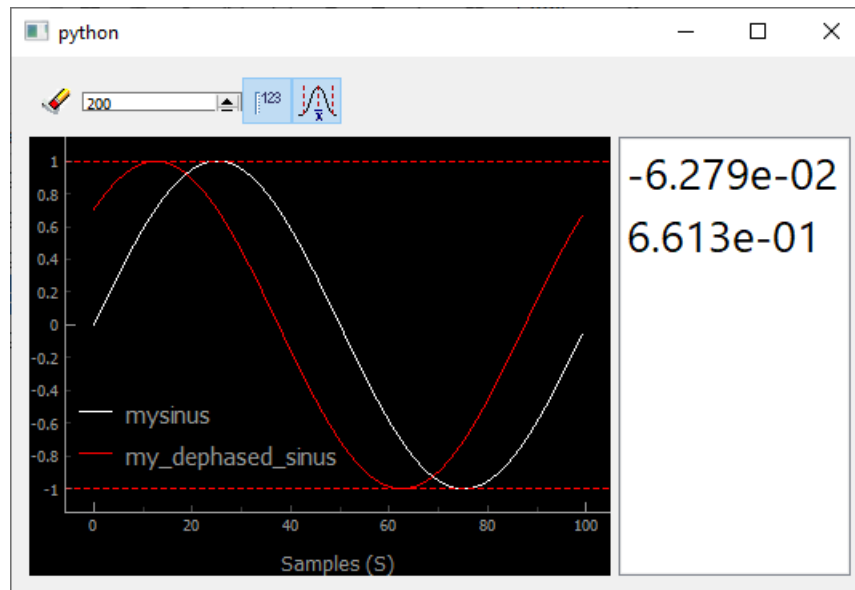 python
200
123
x
-6.279e-02
6.613e-01
1
0.8
0.6
0.4
0.2
0
-0.2
-0.4
-0.6
-0.8
-1
mysinus
my_dephased_sinus
0 20 40 60 80 100
Samples (S)